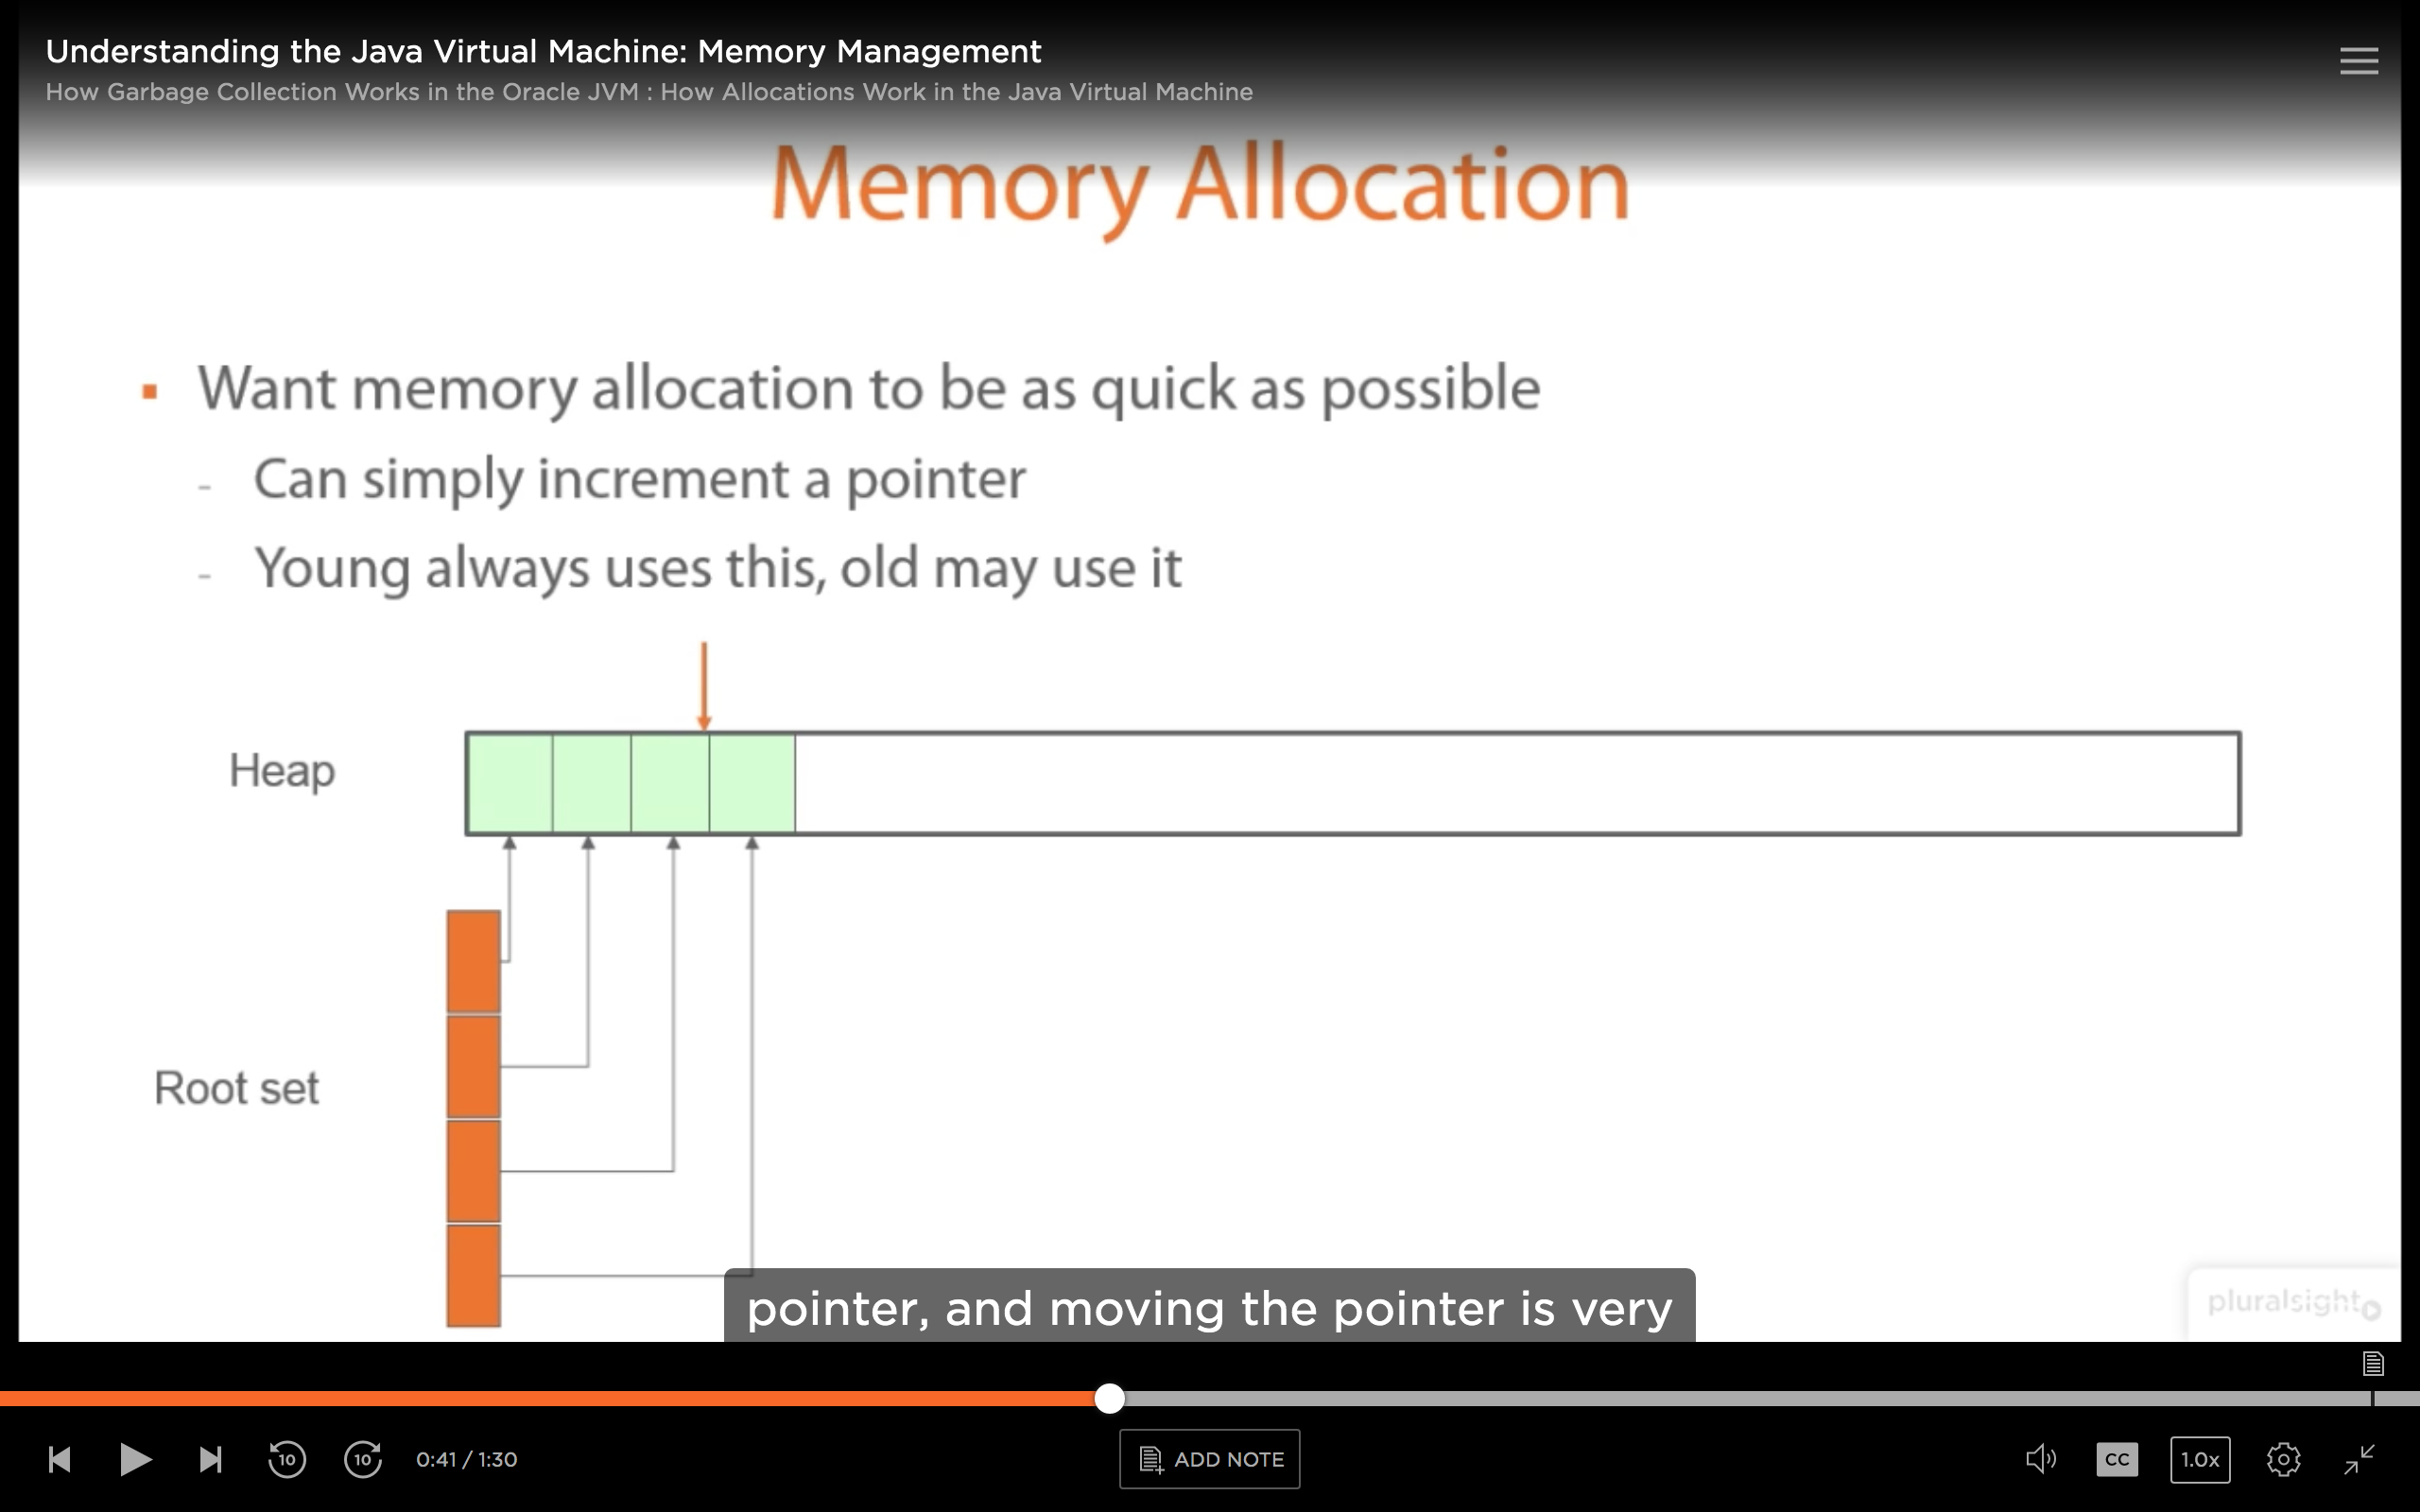 Understanding the Java Virtual Machine: Memory Management
How Garbage Collection Works in the Oracle JVM : How Allocations Work in the Java Virtual Machine
Memory Allocation
Want memory allocation to be as quick as possible
- Can simply increment a pointer
- Young always uses this, old may use it
Heap
Root set
pointer, and moving the pointer is very
pluralsight
10
10
0:41 / 1:30
ADD NOTE
CC
1.0x